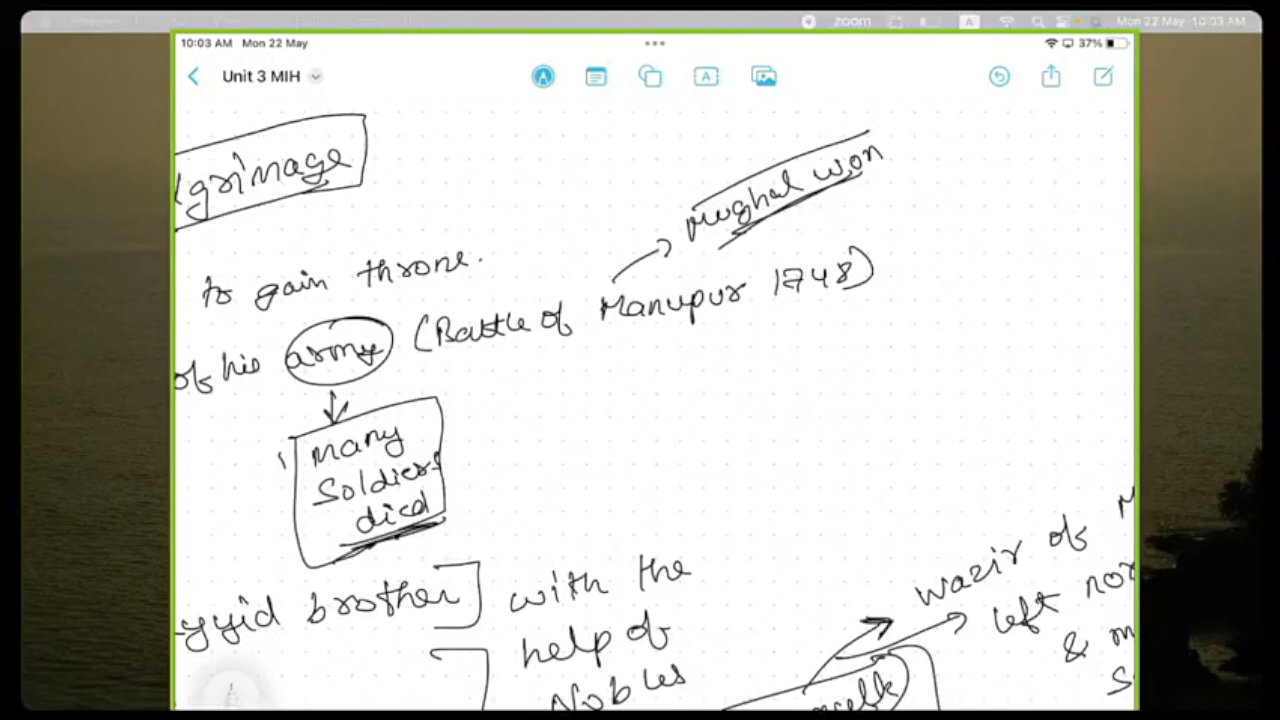 zoom
A
Mon 22 May 10:03 AM
10:03 AM Mon 22 May
37%
Unit 3 MIH
A
grimage
Mughal won
to gain throne.
of his army (Battle of Manupur 1748)
many
Soldiers
died
yyid brother
with the
help of
Nobles
wazir of M
left nor
& m